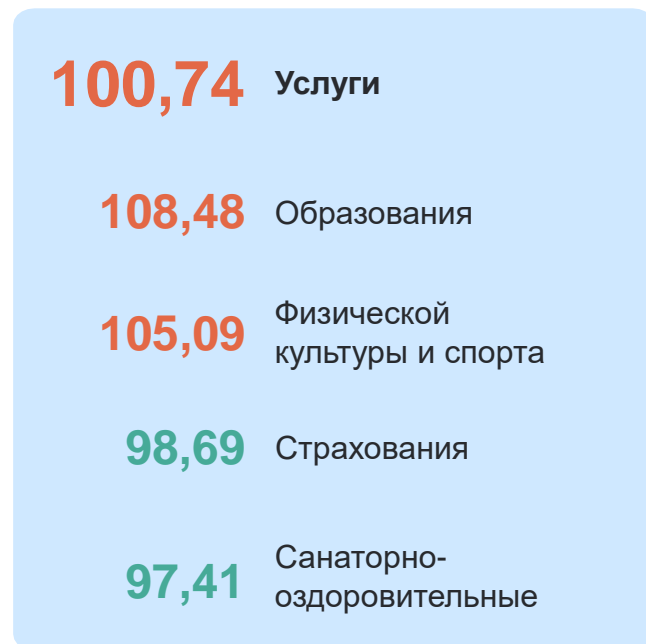 100,74 Услуги
108,48 Образования
105,09 Физической
культуры и спорта
98,69 Страхования
97,41 Санаторно-
оздоровительные